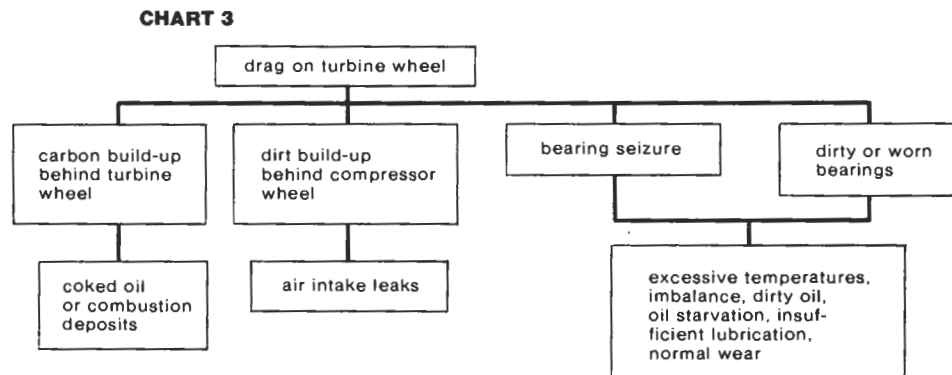 CHART 3
drag on turbine wheel
carbon build-up
behind turbine
wheel
dirt build-up
behind compressor
wheel
bearing seizure
dirty or worn
bearings
coked oil
or combustion
deposits
air intake leaks
excessive temperatures,
imbalance, dirty oil,
oil starvation, insuf-
ficient lubrication,
normal wear